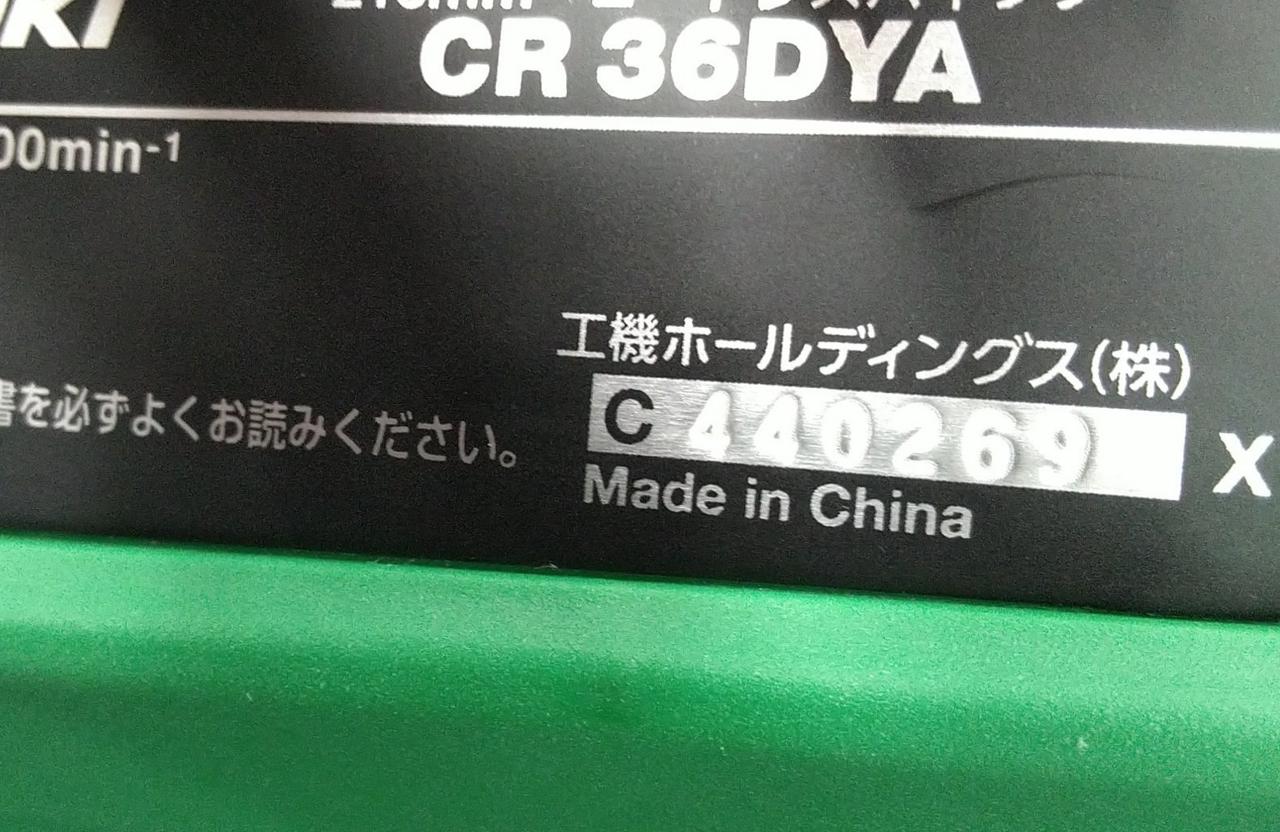 CR 36DYA
00min-1
工機ホールディングス(株)
書を必ずよくお読みください。
C 440269 X
Made in China